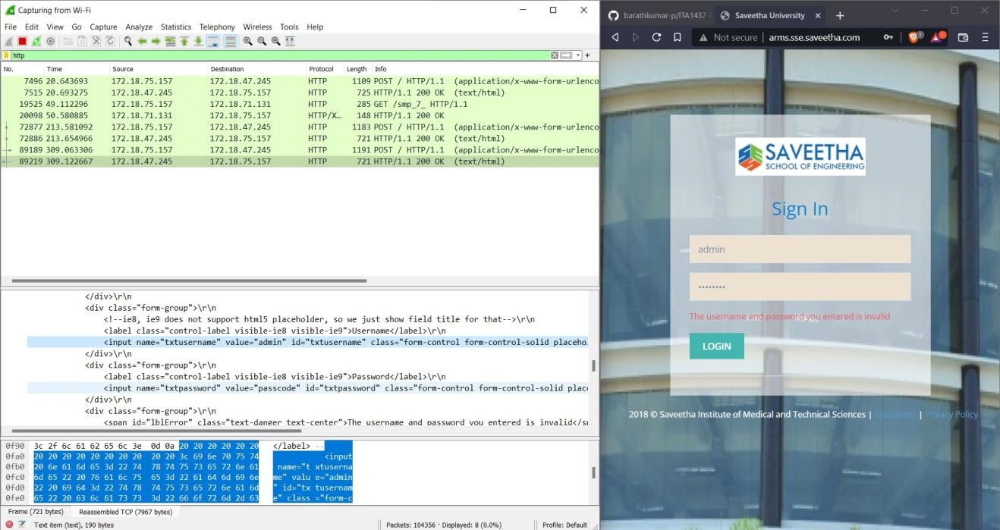 Capturing from Wi-Fi
File Edit View Go Capture Analyze Statistics Telephony Wireless Tools Help
http
No. Time Source Destination Protocol Length Info
7496 20.643693 172.18.75.157 172.18.47.245 HTTP 1109 POST / HTTP/1.1 (application/x-www-form-urlenco
7515 20.693275 172.18.47.245 172.18.75.157 HTTP 725 HTTP/1.1 200 OK (text/html)
19525 49.112296 172.18.75.157 172.18.71.131 HTTP 285 GET /smp_7_ HTTP/1.1
20098 50.580885 172.18.71.131 172.18.75.157 HTTP/X… 148 HTTP/1.1 200 OK
72877 213.581092 172.18.75.157 172.18.47.245 HTTP 1183 POST / HTTP/1.1 (application/x-www-form-urlenco
72886 213.654966 172.18.47.245 172.18.75.157 HTTP 721 HTTP/1.1 200 OK (text/html)
89189 309.063306 172.18.75.157 172.18.47.245 HTTP 1191 POST / HTTP/1.1 (application/x-www-form-urlenco
89219 309.122667 172.18.47.245 172.18.75.157 HTTP 721 HTTP/1.1 200 OK (text/html)
</div>\r\n
<div class="form-group">\r\n
<!--ie8, ie9 does not support html5 placeholder, so we just show field title for that-->\r\n
<label class="control-label visible-ie8 visible-ie9">Username</label>\r\n
<input name="txtusername" value="admin" id="txtusername" class="form-control form-control-solid placeho
</div>\r\n
<div class="form-group">\r\n
<label class="control-label visible-ie8 visible-ie9">Password</label>\r\n
<input name="txtpassword" value="passcode" id="txtpassword" class="form-control form-control-solid place
</div>\r\n
<div class="form-group">\r\n
<span id="lblError" class="text-danger text-center">The username and password you entered is invalid</s
0f90 3c 2f 6c 61 62 65 6c 3e 0d 0a 20 20 20 20 20 20 </label> ··
0fa0 20 20 20 20 20 20 20 20 20 20 3c 69 6e 70 75 74 <input
0fb0 20 6e 61 6d 65 3d 22 74 78 74 75 73 65 72 6e 61 name="t xtuserna
0fc0 6d 65 22 20 76 61 6c 75 65 3d 22 61 64 6d 69 6e me" valu e="admin
0fd0 22 20 69 64 3d 22 74 78 74 75 73 65 72 6e 61 6d " id="tx tusernam
0fe0 65 22 20 63 6c 61 73 73 3d 22 66 6f 72 6d 2d 63 e" class ="form-c
Frame (721 bytes) Reassembled TCP (7967 bytes)
Text item (text), 190 bytes Packets: 104356 · Displayed: 8 (0.0%) Profile: Default
barathkumar-p/ITA1437- Saveetha University
Not secure | arms.sse.saveetha.com
SAVEETHA
SCHOOL OF ENGINEERING
Sign In
admin
••••••••
The username and password you entered is invalid
LOGIN
2018 © Saveetha Institute of Medical and Technical Sciences | Disclaimer | Privacy Policy